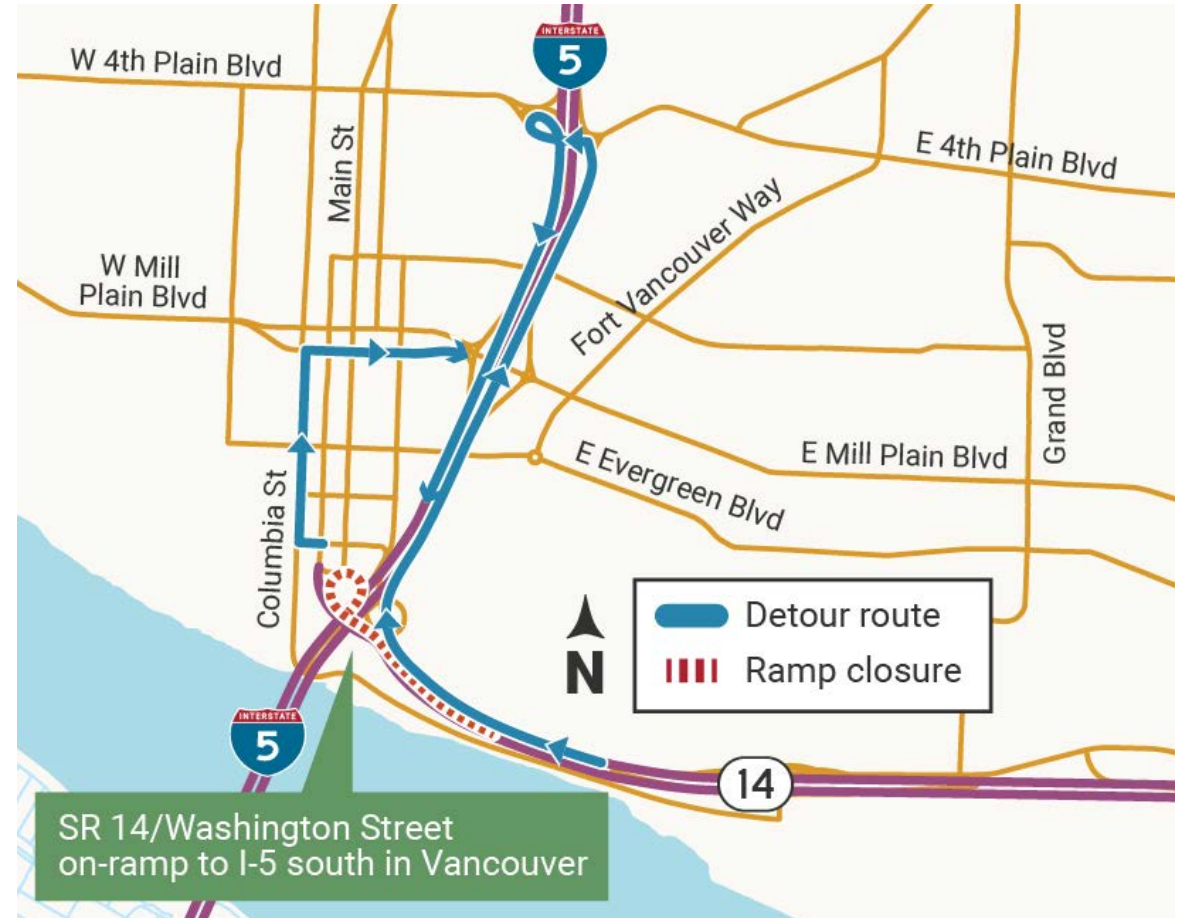 INTERSTATE
5
W 4th Plain Blvd
E 4th Plain Blvd
Main St
Fort Vancouver Way
W Mill
Plain Blvd
Grand Blvd
E Mill Plain Blvd
E Evergreen Blvd
Columbia St
N
Detour route
Ramp closure
INTERSTATE
5
14
SR 14/Washington Street
on-ramp to I-5 south in Vancouver